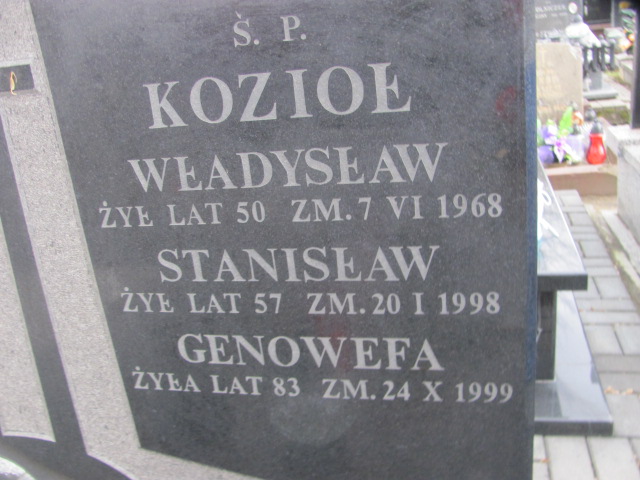 Ś. P.
KOZIOŁ
WŁADYSŁAW
ŻYŁ LAT 50 ZM. 7 VI 1968
STANISŁAW
ŻYŁ LAT 57 ZM. 20 I 1998
GENOWEFA
ŻYŁA LAT 83 ZM. 24 X 1999